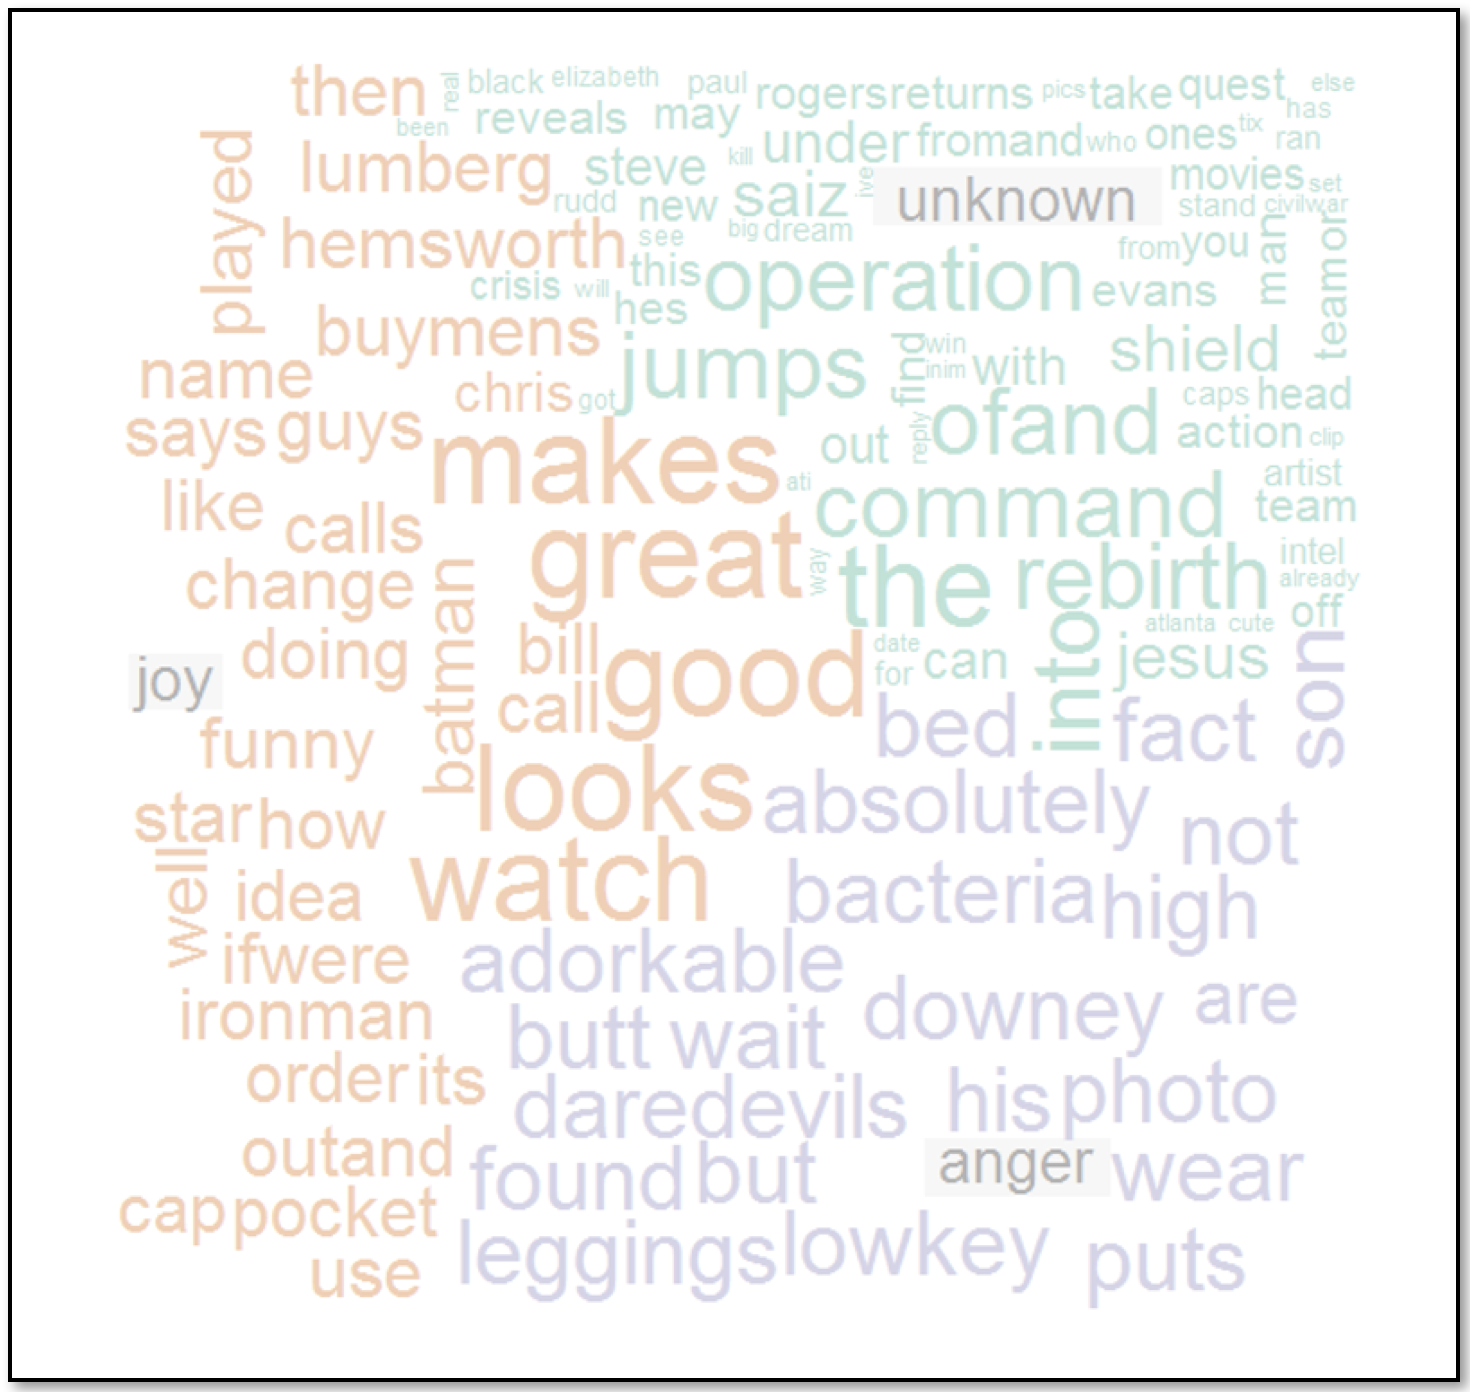 then real black elizabeth paul rogers returns pics take quest else
been reveals may under fromand who ones tix has
played lumberg steve kill saiz ive unknown movies ran set
rudd new big dream stand civilwar
hemsworth see this operation from you man teamor
crisis will hes evans
buymens jumps find win inim with shield
name chris got caps head
says guys makes out reply ofand action clip
like calls ati command artist team
change great way the rebirth intel already
batman off
joy doing bill good date for can into atlanta cute jesus son
funny call bed fact
looks absolutely
star how not
well idea watch bacteria high
ifwere adorkable
ironman butt wait downey are
order its daredevils his photo
outand found but anger wear
cap pocket leggings lowkey puts
use